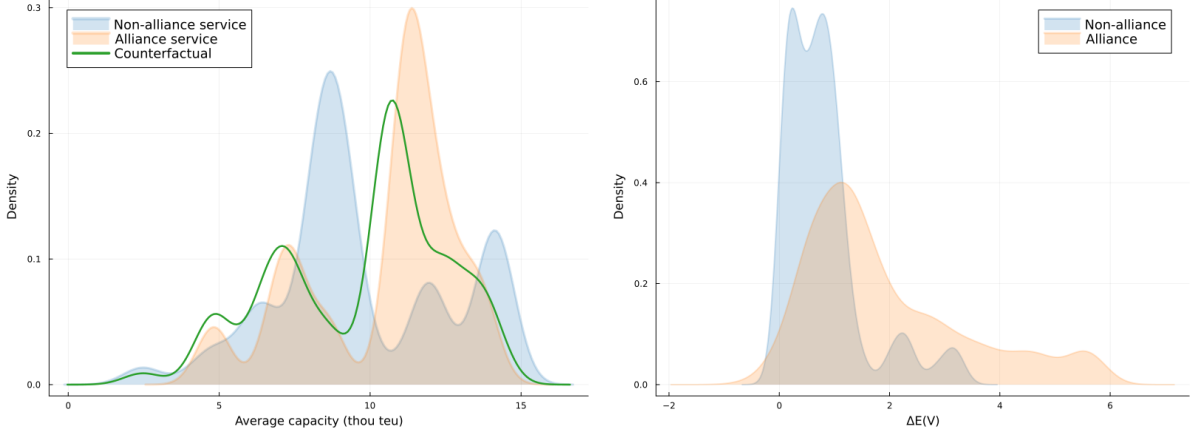 Non-alliance service
Alliance service
Counterfactual
0.3
0.2
0.1
0.0
Density
0
5
10
15
Average capacity (thou teu)
Non-alliance
Alliance
0.6
0.4
0.2
0.0
Density
−2
0
2
4
6
ΔE(V)